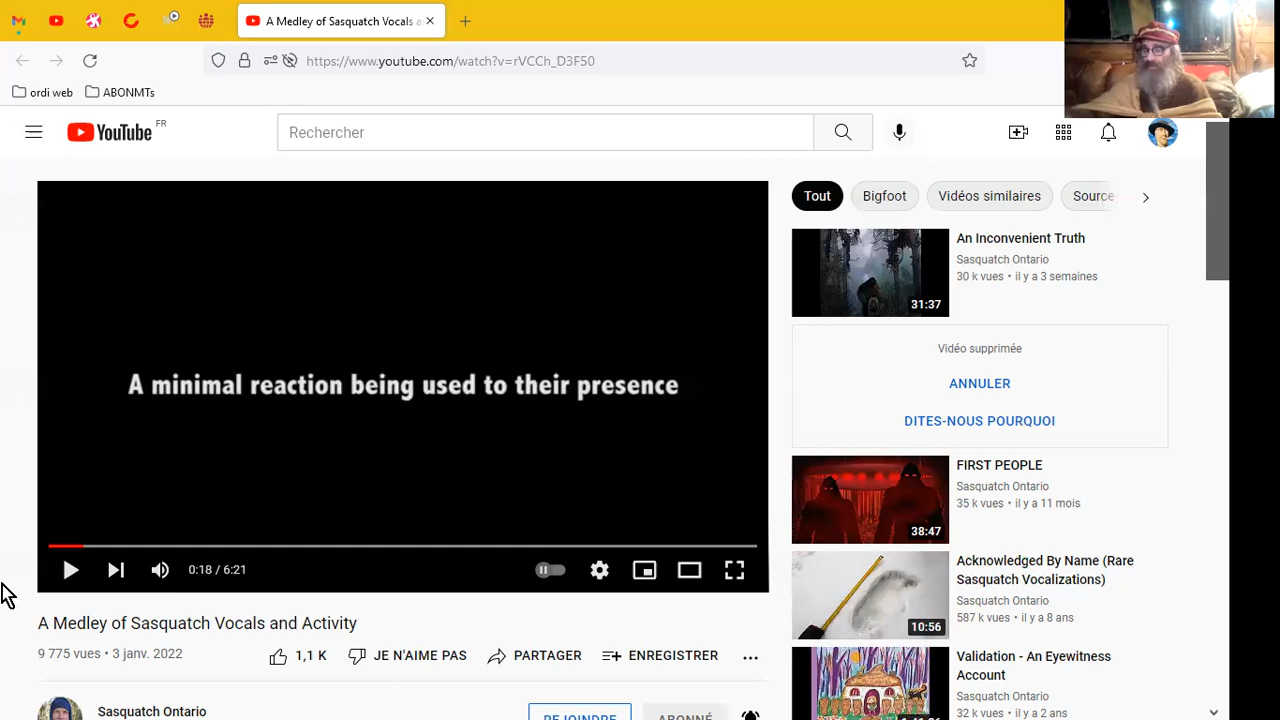 A Medley of Sasquatch Vocals a
https://www.youtube.com/watch?v=rVCCh_D3F50
ordi web
ABONMTs
YouTube FR
Rechercher
A minimal reaction being used to their presence
0:18 / 6:21
A Medley of Sasquatch Vocals and Activity
9 775 vues • 3 janv. 2022
1,1 K
JE N'AIME PAS
PARTAGER
ENREGISTRER
Sasquatch Ontario
REJOINDRE
ABONNÉ
Tout
Bigfoot
Vidéos similaires
Source
An Inconvenient Truth
Sasquatch Ontario
30 k vues • il y a 3 semaines
31:37
Vidéo supprimée
ANNULER
DITES-NOUS POURQUOI
FIRST PEOPLE
Sasquatch Ontario
35 k vues • il y a 11 mois
38:47
Acknowledged By Name (Rare
Sasquatch Vocalizations)
Sasquatch Ontario
587 k vues • il y a 8 ans
10:56
Validation - An Eyewitness
Account
Sasquatch Ontario
32 k vues • il y a 2 ans